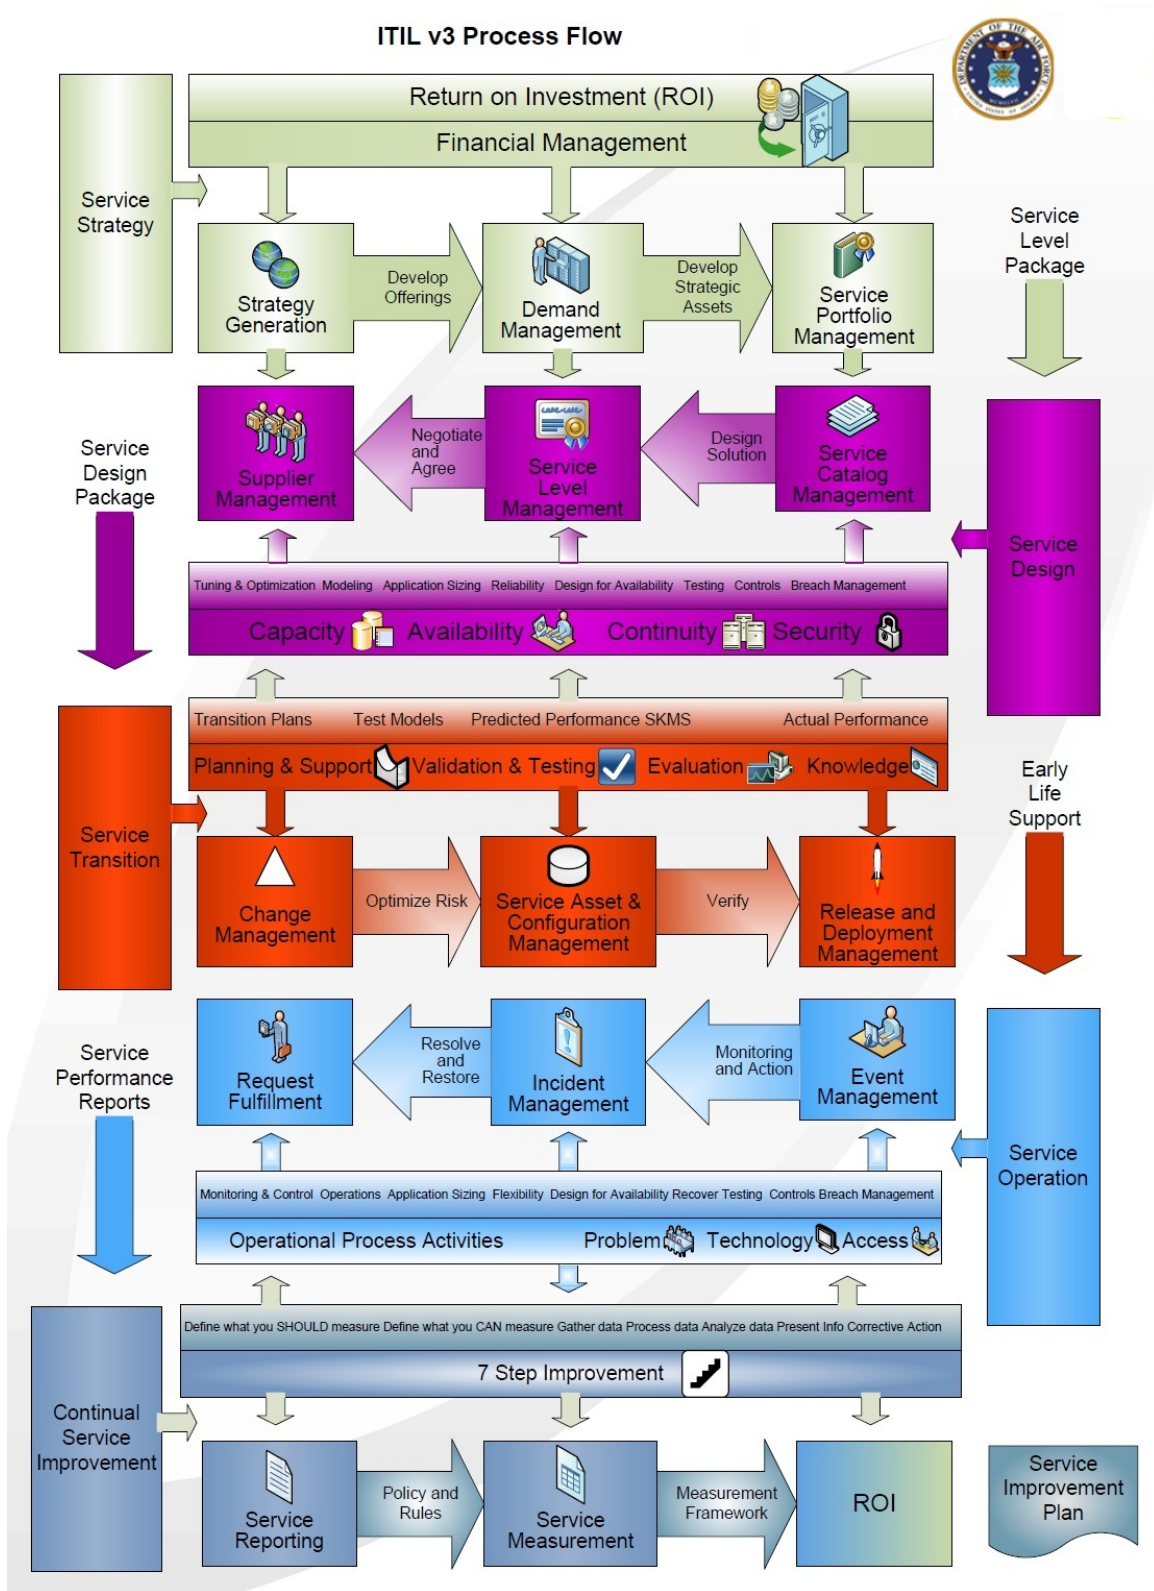 ITIL v3 Process Flow
DEPARTMENT OF THE AIR FORCE
UNITED STATES OF AMERICA
Return on Investment (ROI)
Financial Management
Service
Strategy
Strategy
Generation
Develop
Offerings
Demand
Management
Develop
Strategic
Assets
Service
Portfolio
Management
Service
Level
Package
Service
Design
Package
Supplier
Management
Negotiate
and
Agree
Service
Level
Management
Design
Solution
Service
Catalog
Management
Service
Design
Tuning & Optimization Modeling Application Sizing Reliability Design for Availability Testing Controls Breach Management
Capacity Availability Continuity Security
Transition Plans Test Models Predicted Performance SKMS Actual Performance
Planning & Support Validation & Testing Evaluation Knowledge
Service
Transition
Early
Life
Support
Change
Management
Optimize Risk
Service Asset &
Configuration
Management
Verify
Release and
Deployment
Management
Service
Performance
Reports
Request
Fulfillment
Resolve
and
Restore
Incident
Management
Monitoring
and Action
Event
Management
Service
Operation
Monitoring & Control Operations Application Sizing Flexibility Design for Availability Recover Testing Controls Breach Management
Operational Process Activities Problem Technology Access
Define what you SHOULD measure Define what you CAN measure Gather data Process data Analyze data Present Info Corrective Action
7 Step Improvement
Continual
Service
Improvement
Service
Reporting
Policy and
Rules
Service
Measurement
Measurement
Framework
ROI
Service
Improvement
Plan